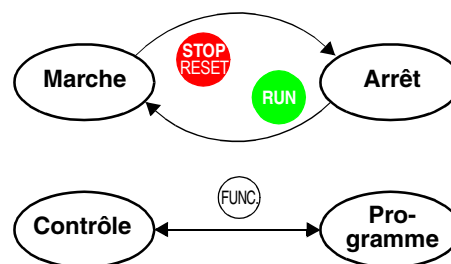 STOP
RESET
Marche
Arrêt
RUN
FUNC.
Contrôle
Pro-
gramme